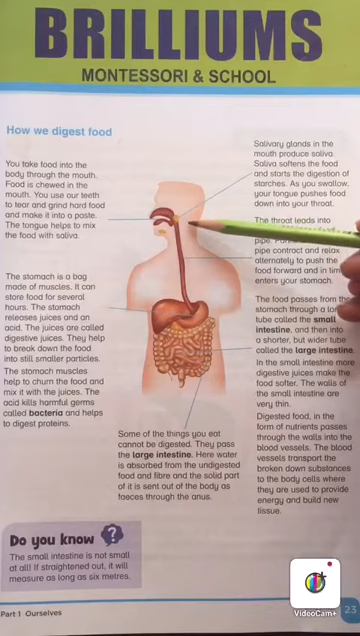 BRILLIUMS
MONTESSORI & SCHOOL
How we digest food
You take food into the
body through the mouth.
Food is chewed in the
mouth. You use our teeth
to tear and grind hard food
and make it into a paste.
The tongue helps to mix
the food with saliva.
The stomach is a bag
made of muscles. It can
store food for several
hours. The stomach
releases juices and an
acid. The juices are called
digestive juices. They help
to break down the food
into still smaller particles.
The stomach muscles
help to churn the food and
mix it with the juices. The
acid kills harmful germs
called bacteria and helps
to digest proteins.
Some of the things you eat
cannot be digested. They pass
the large intestine. Here water
is absorbed from the undigested
food and fibre and the solid part
of it is sent out of the body as
faeces through the anus.
Salivary glands in the
mouth produce saliva.
Saliva softens the food
and starts the digestion of
starches. As you swallow,
your tongue pushes food
down into your throat.
The throat leads into
pipe.
pipe contract and relax
alternately to push the
food forward and in
enters your stomach.
The food passes from the
stomach through a
tube called the small
intestine, and then into
a shorter, but wider tube
called the large intestine.
In the small intestine more
digestive juices make the
food softer. The walls of
the small intestine are
very thin.
Digested food, in the
form of nutrients passes
through the walls into the
blood vessels. The blood
vessels transport the
broken down substances
to the body cells where
they are used to provide
energy and build new
tissue.
Do you know ?
The small intestine is not small
at all! If straightened out, it will
measure as long as six metres.
Part 1 Ourselves
23
VideoCam+